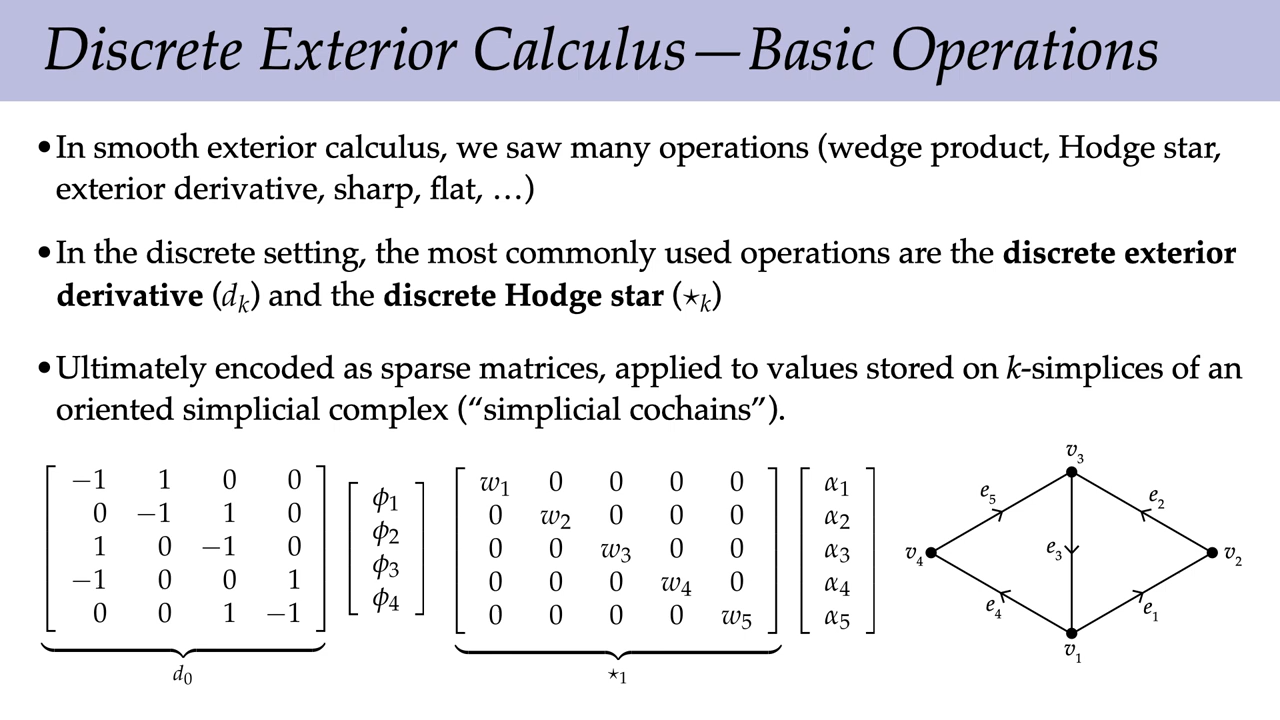 Discrete Exterior Calculus—Basic Operations
•In smooth exterior calculus, we saw many operations (wedge product, Hodge star,
exterior derivative, sharp, flat, …)
•In the discrete setting, the most commonly used operations are the discrete exterior
derivative (dₖ) and the discrete Hodge star (⋆ₖ)
•Ultimately encoded as sparse matrices, applied to values stored on k-simplices of an
oriented simplicial complex (“simplicial cochains”).
−1 1 0 0
0 −1 1 0
1 0 −1 0
−1 0 0 1
0 0 1 −1
d₀
ϕ₁
ϕ₂
ϕ₃
ϕ₄
w₁ 0 0 0 0
0 w₂ 0 0 0
0 0 w₃ 0 0
0 0 0 w₄ 0
0 0 0 0 w₅
⋆₁
α₁
α₂
α₃
α₄
α₅
v₃
e₅
e₂
v₄
e₃
v₂
e₄
e₁
v₁